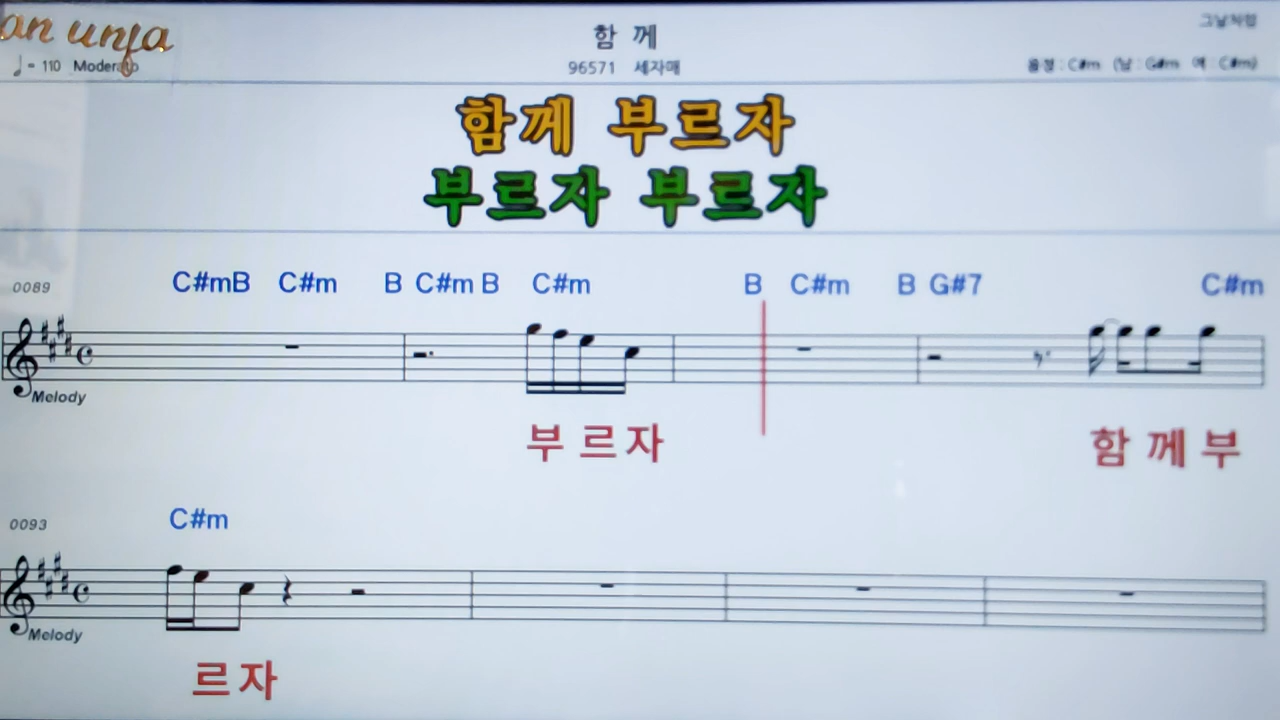 an unja
그날처럼
함 께
♩= 110 Moderato
96571 세자매
음정 : C#m (남 : G#m 여 : C#m)
함께 부르자
부르자 부르자
0089 C#mB C#m B C#m B C#m B C#m B G#7 C#m
Melody
부 르 자 함 께 부
0093 C#m
Melody
르 자